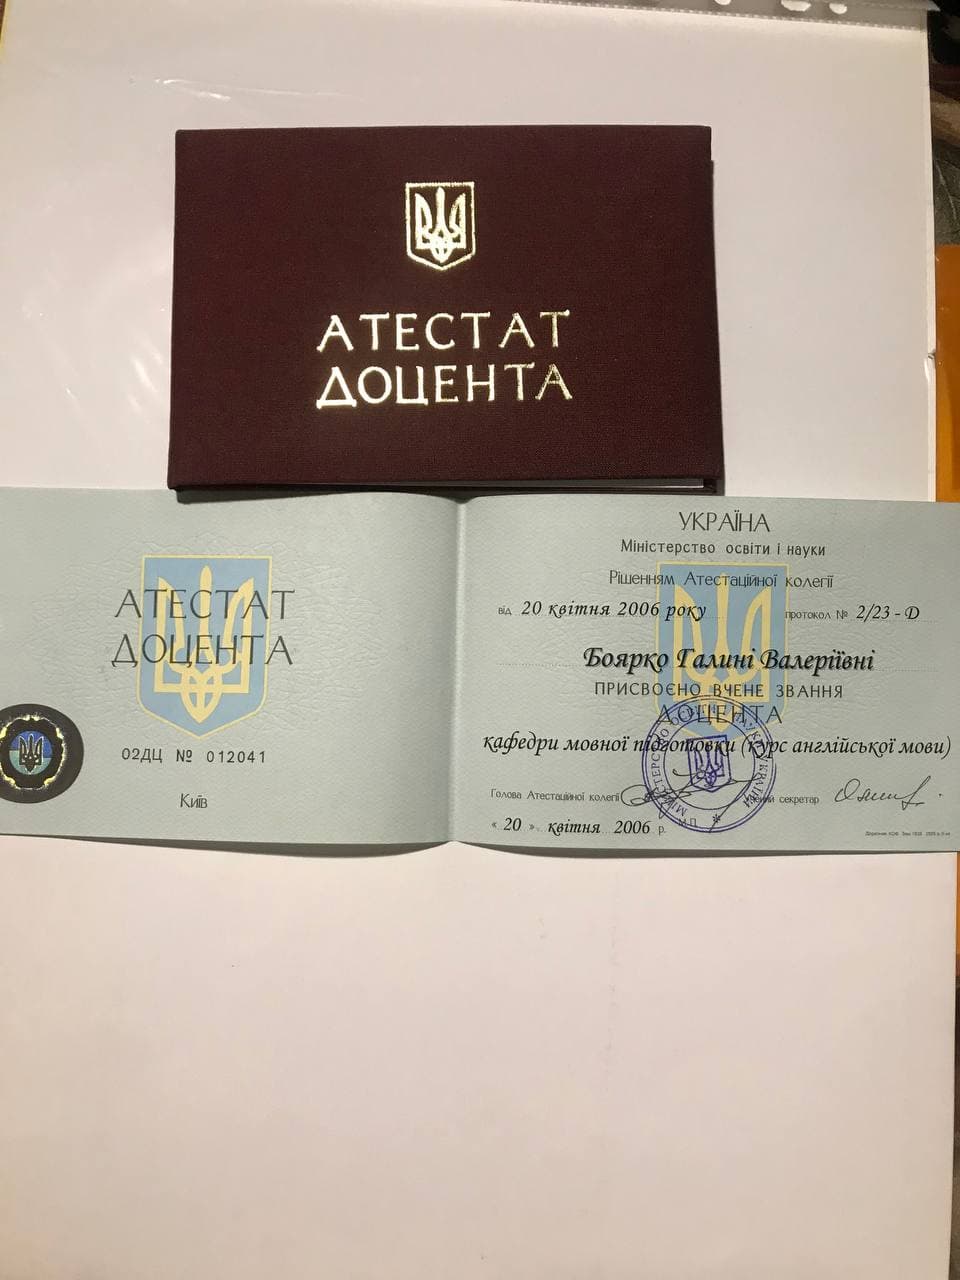 АТЕСТАТ
ДОЦЕНТА
АТЕСТАТ
ДОЦЕНТА
02ДЦ № 012041
Київ
УКРАЇНА
Міністерство освіти і науки
Рішенням Атестаційної колегії
від 20 квітня 2006 року протокол № 2/23 - D
Боярко Галині Валеріївні
ПРИСВОЄНО ВЧЕНЕ ЗВАННЯ
ДОЦЕНТА
кафедри мовної підготовки (курс англійської мови)
Голова Атестаційної колегії Вчений секретар
« 20 » квітня 2006 р. М.П.